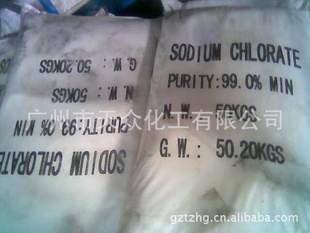 SODIUM CHLORATE
PURITY:99.0% MIN
N.W.: 50KGS
G.W.: 50.20KGS
SODIUM CHLORATE
PURITY:99.0% MIN
N.W.: 50KGS
G.W.: 50.20KGS
广州市天众化工有限公司
gztzhg.cn.alibaba.com